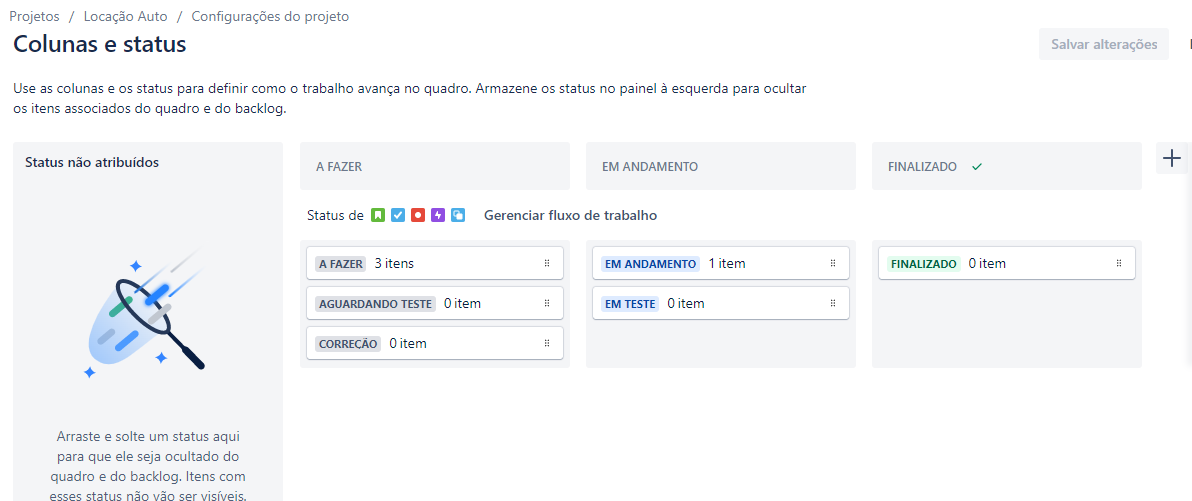 Projetos / Locação Auto / Configurações do projeto
Colunas e status
Salvar alterações
Use as colunas e os status para definir como o trabalho avança no quadro. Armazene os status no painel à esquerda para ocultar
os itens associados do quadro e do backlog.
Status não atribuídos
A FAZER
EM ANDAMENTO
FINALIZADO
Status de
Gerenciar fluxo de trabalho
A FAZER 3 itens
EM ANDAMENTO 1 item
FINALIZADO 0 item
AGUARDANDO TESTE 0 item
EM TESTE 0 item
CORREÇÃO 0 item
Arraste e solte um status aqui
para que ele seja ocultado do
quadro e do backlog. Itens com
esses status não vão ser visíveis.